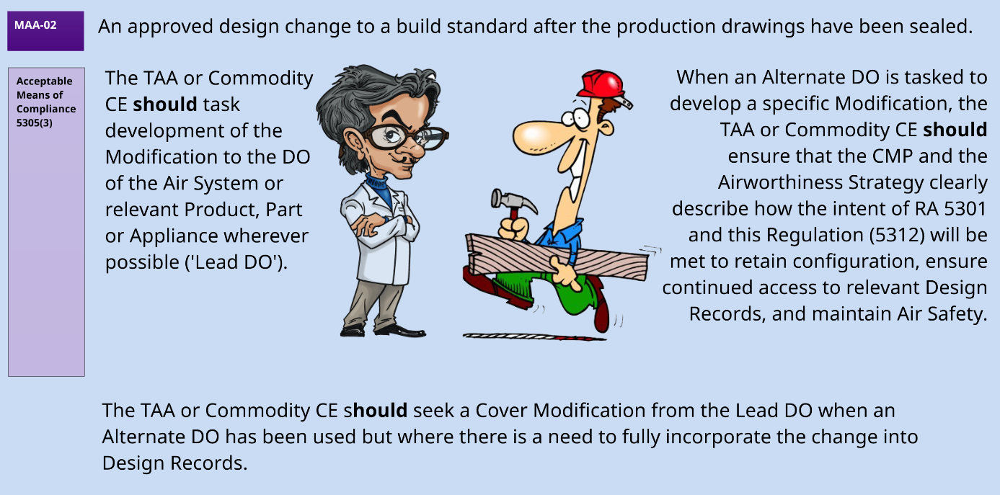 MAA-02
An approved design change to a build standard after the production drawings have been sealed.
Acceptable
Means of
Compliance
5305(3)
The TAA or Commodity
CE should task
development of the
Modification to the DO
of the Air System or
relevant Product, Part
or Appliance wherever
possible ('Lead DO').
When an Alternate DO is tasked to
develop a specific Modification, the
TAA or Commodity CE should
ensure that the CMP and the
Airworthiness Strategy clearly
describe how the intent of RA 5301
and this Regulation (5312) will be
met to retain configuration, ensure
continued access to relevant Design
Records, and maintain Air Safety.
The TAA or Commodity CE should seek a Cover Modification from the Lead DO when an
Alternate DO has been used but where there is a need to fully incorporate the change into
Design Records.